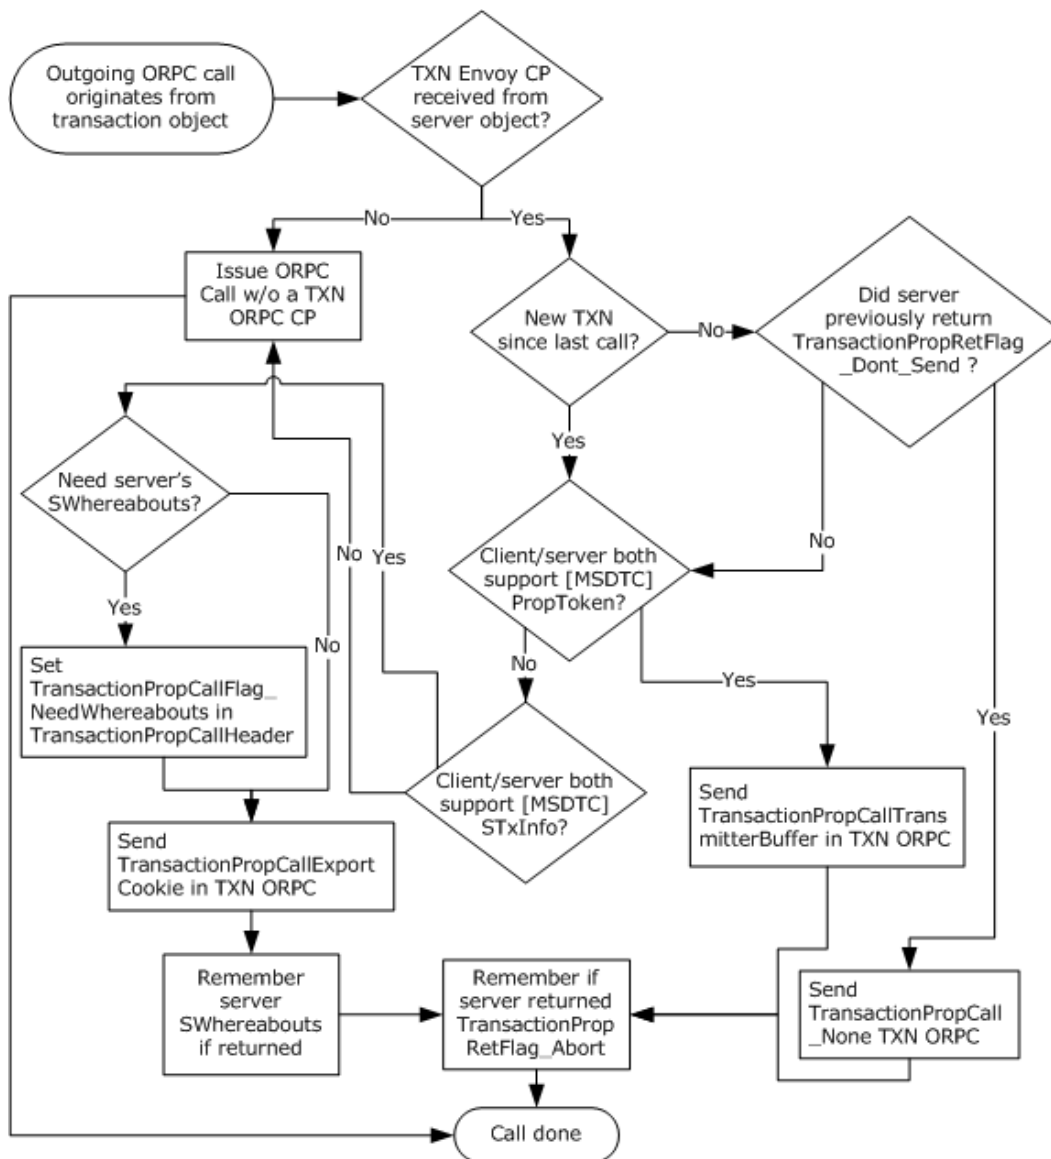 Outgoing ORPC call
originates from
transaction object
TXN Envoy CP
received from
server object?
No
Yes
Issue ORPC
Call w/o a TXN
ORPC CP
New TXN
since last call?
No
Did server
previously return
TransactionPropRetFlag
_Dont_Send ?
Yes
Need server's
SWhereabouts?
No
Yes
No
Client/server both
support [MSDTC]
PropToken?
Yes
No
Set
TransactionPropCallFlag_
NeedWhereabouts in
TransactionPropCallHeader
No
Yes
Yes
Client/server both
support [MSDTC]
STxInfo?
Send
TransactionPropCallTrans
mitterBuffer in TXN ORPC
Send
TransactionPropCallExport
Cookie in TXN ORPC
Remember
server
SWhereabouts
if returned
Remember if
server returned
TransactionProp
RetFlag_Abort
Send
TransactionPropCall
_None TXN ORPC
Call done